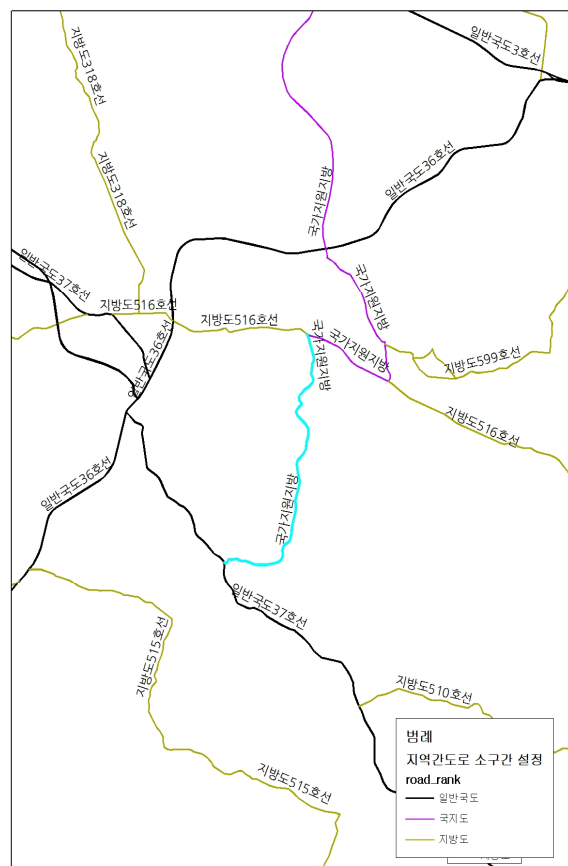 일반국도3호선
지방도318호선
일반국도36호선
지방도318호선
국가지원지방
일반국도37호선
지방도516호선
국가지원지방
지방도516호선
국가지원지방
국가지원지방
일반국도36호선
지방도599호선
지방도516호선
일반국도36호선
국가지원지방
일반국도37호선
지방도515호선
지방도510호선
지방도515호선
범례
지역간도로 소구간 설정
road_rank
일반국도
국지도
지방도